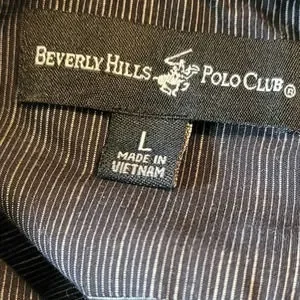 BEVERLY HILLS POLO CLUB®
L
MADE IN
VIETNAM